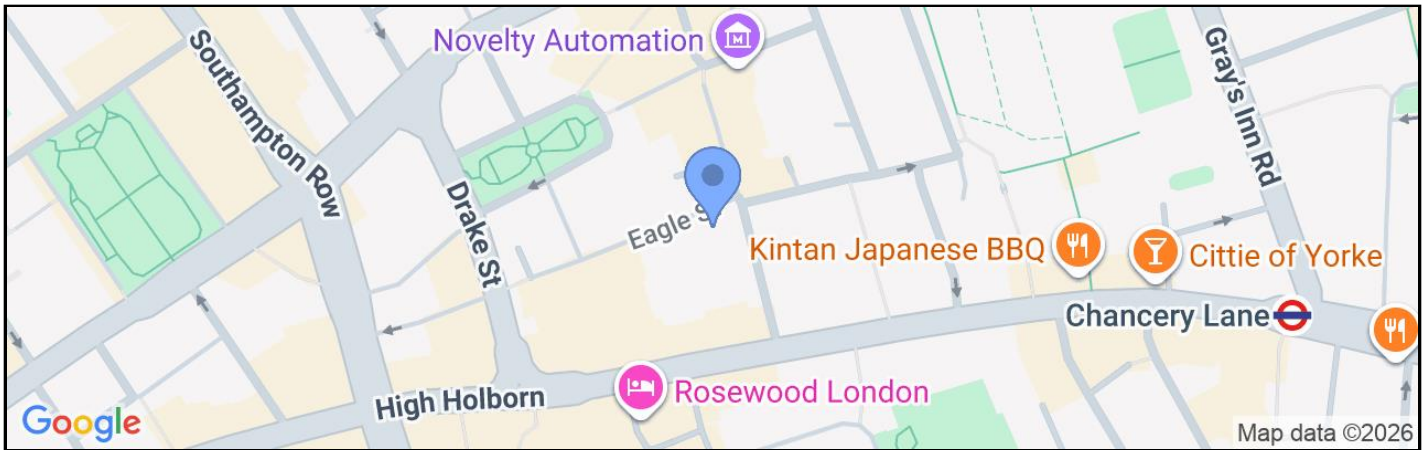 Novelty Automation
Southampton Row
Gray's Inn Rd
Drake St
Eagle
Kintan Japanese BBQ
Cittie of Yorke
Chancery Lane
Rosewood London
High Holborn
Google
Map data ©2026